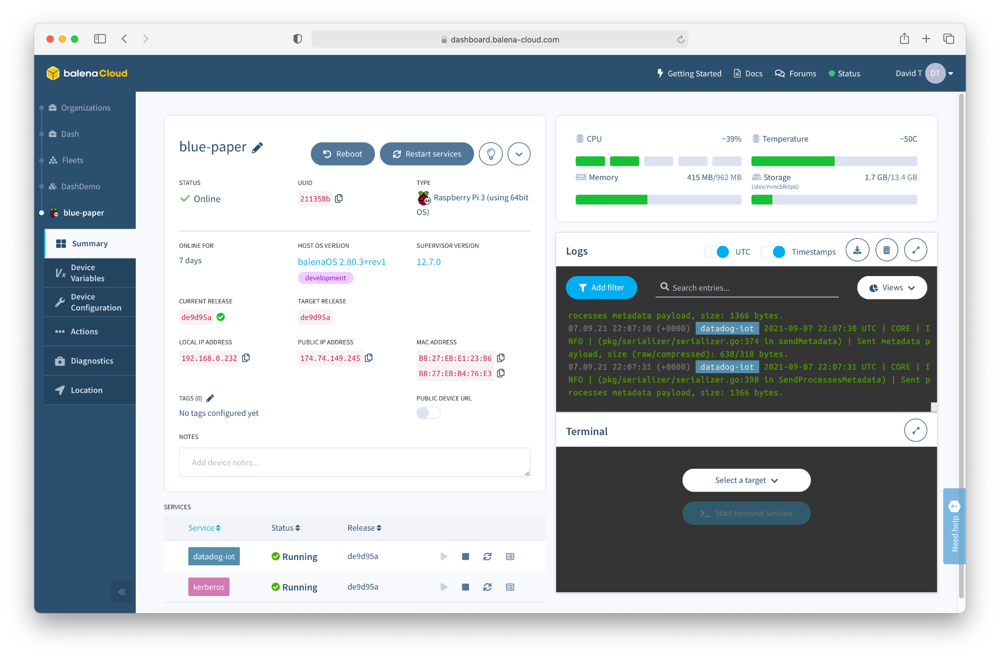 dashboard.balena-cloud.com
balenaCloud
Getting Started
Docs
Forums
Status
David T
DT
Organizations
Dash
Fleets
DashDemo
blue-paper
Summary
Device
Variables
Device
Configuration
Actions
Diagnostics
Location
blue-paper
Reboot
Restart services
STATUS
Online
UUID
211358b
TYPE
Raspberry Pi 3 (using 64bit
OS)
ONLINE FOR
7 days
HOST OS VERSION
balenaOS 2.80.3+rev1
development
SUPERVISOR VERSION
12.7.0
CURRENT RELEASE
de9d95a
TARGET RELEASE
de9d95a
LOCAL IP ADDRESS
192.168.0.232
PUBLIC IP ADDRESS
174.74.149.245
MAC ADDRESS
B8:27:EB:E1:23:B6
B8:27:EB:B4:76:E3
TAGS (0)
No tags configured yet
PUBLIC DEVICE URL
NOTES
Add device notes...
SERVICES
Service Status Release
datadog-iot Running de9d95a
kerberos Running de9d95a
CPU ~39%
Temperature ~50C
Memory 415 MB/962 MB
Storage 1.7 GB/13.4 GB
(/dev/mmcblk0p6)
Logs
UTC
Timestamps
Add filter
Search entries...
Views
rocesses metadata payload, size: 1366 bytes.
07.09.21 22:07:30 (+0000) datadog-iot 2021-09-07 22:07:30 UTC | CORE | I
NFO | (pkg/serializer/serializer.go:374 in sendMetadata) | Sent metadata p
ayload, size (raw/compressed): 638/318 bytes.
07.09.21 22:07:31 (+0000) datadog-iot 2021-09-07 22:07:31 UTC | CORE | I
NFO | (pkg/serializer/serializer.go:398 in SendProcessesMetadata) | Sent p
rocesses metadata payload, size: 1366 bytes.
Terminal
Select a target
Start terminal session
Need help